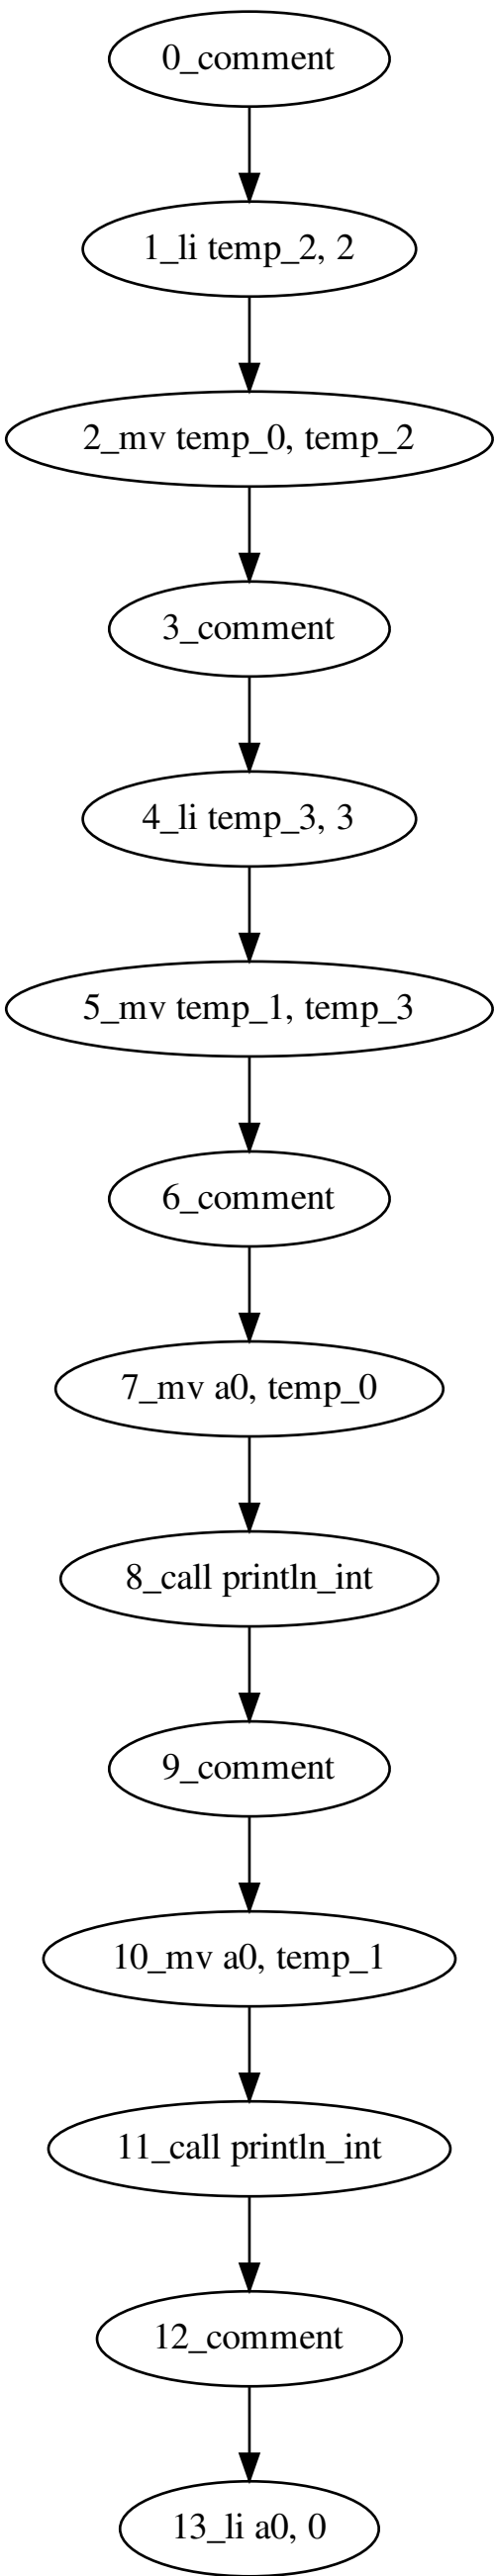 0_comment
1_li temp_2, 2
2_mv temp_0, temp_2
3_comment
4_li temp_3, 3
5_mv temp_1, temp_3
6_comment
7_mv a0, temp_0
8_call println_int
9_comment
10_mv a0, temp_1
11_call println_int
12_comment
13_li a0, 0